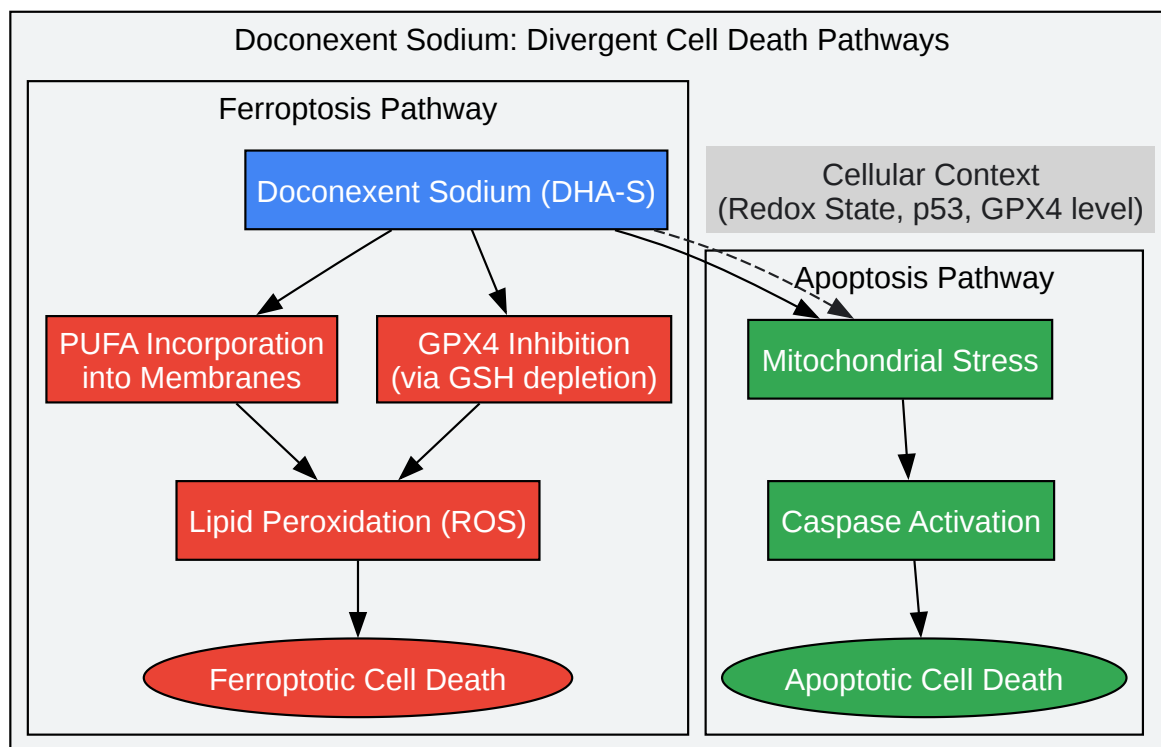 Doconexent Sodium: Divergent Cell Death Pathways
Ferroptosis Pathway
Doconexent Sodium (DHA-S)
Cellular Context
(Redox State, p53, GPX4 level)
Apoptosis Pathway
PUFA Incorporation
into Membranes
GPX4 Inhibition
(via GSH depletion)
Mitochondrial Stress
Lipid Peroxidation (ROS)
Caspase Activation
Ferroptotic Cell Death
Apoptotic Cell Death